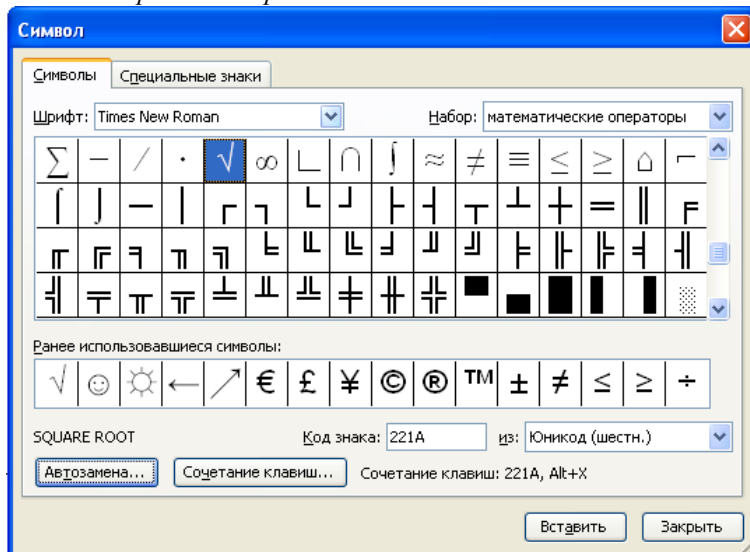 Символ
Символы Специальные знаки
Шрифт: Times New Roman Набор: математические операторы
∑ − ∕ ∙ √ ∞ ∟ ∩ ∫ ≈ ≠ ≡ ≤ ≥ ⌂ ⌐
⌠ ⌡ ─ │ ┌ ┐ └ ┘ ├ ┤ ┬ ┴ ┼ ═ ║ ╒
╓ ╔ ╕ ╖ ╗ ╘ ╙ ╚ ╛ ╜ ╝ ╞ ╟ ╠ ╡ ╢
╣ ╤ ╥ ╦ ╧ ╨ ╩ ╪ ╫ ╬ ▀ ▄ █ ▌ ▐ ░
Ранее использовавшиеся символы:
√ ☺ ☼ ← ↗ € £ ¥ © ® ™ ± ≠ ≤ ≥ ÷
SQUARE ROOT Код знака: 221A из: Юникод (шестн.)
Автозамена... Сочетание клавиш... Сочетание клавиш: 221A, Alt+X
Вставить Закрыть